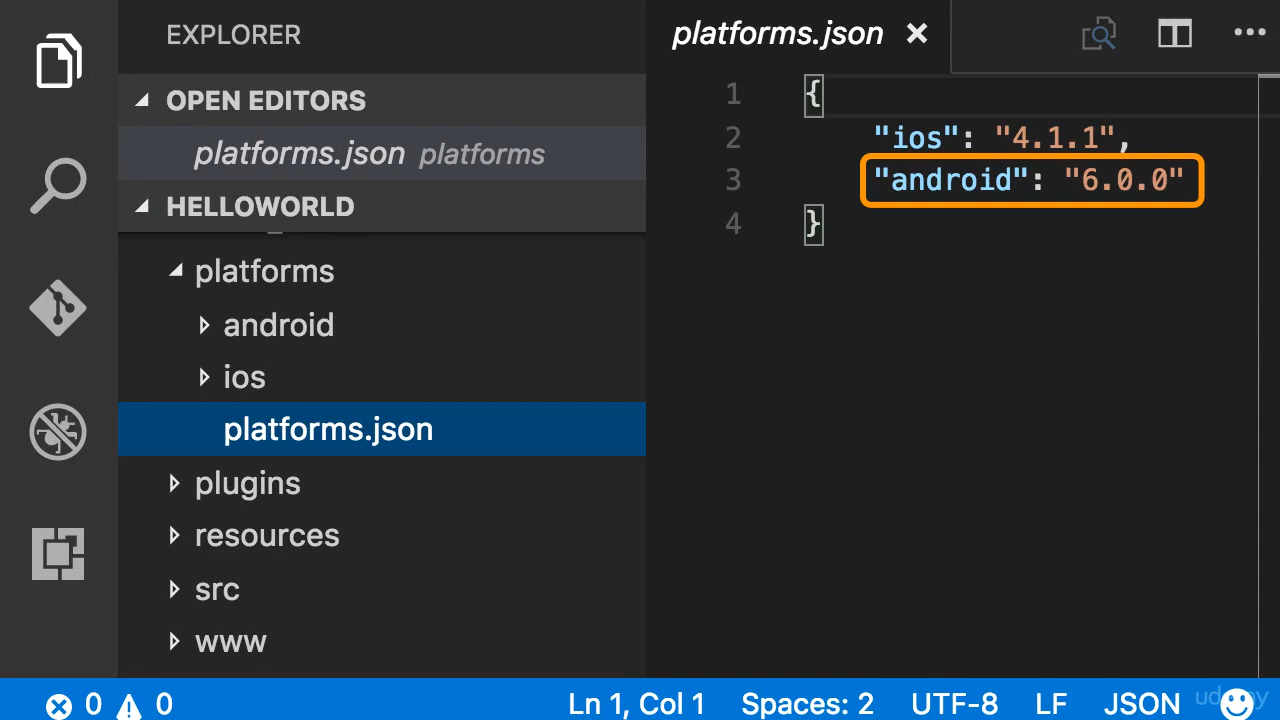 EXPLORER
OPEN EDITORS
platforms.json platforms
HELLOWORLD
platforms
android
ios
platforms.json
plugins
resources
src
www
platforms.json
1 {
2 "ios": "4.1.1",
3 "android": "6.0.0"
4 }
0 0 Ln 1, Col 1 Spaces: 2 UTF-8 LF JSON
udemy